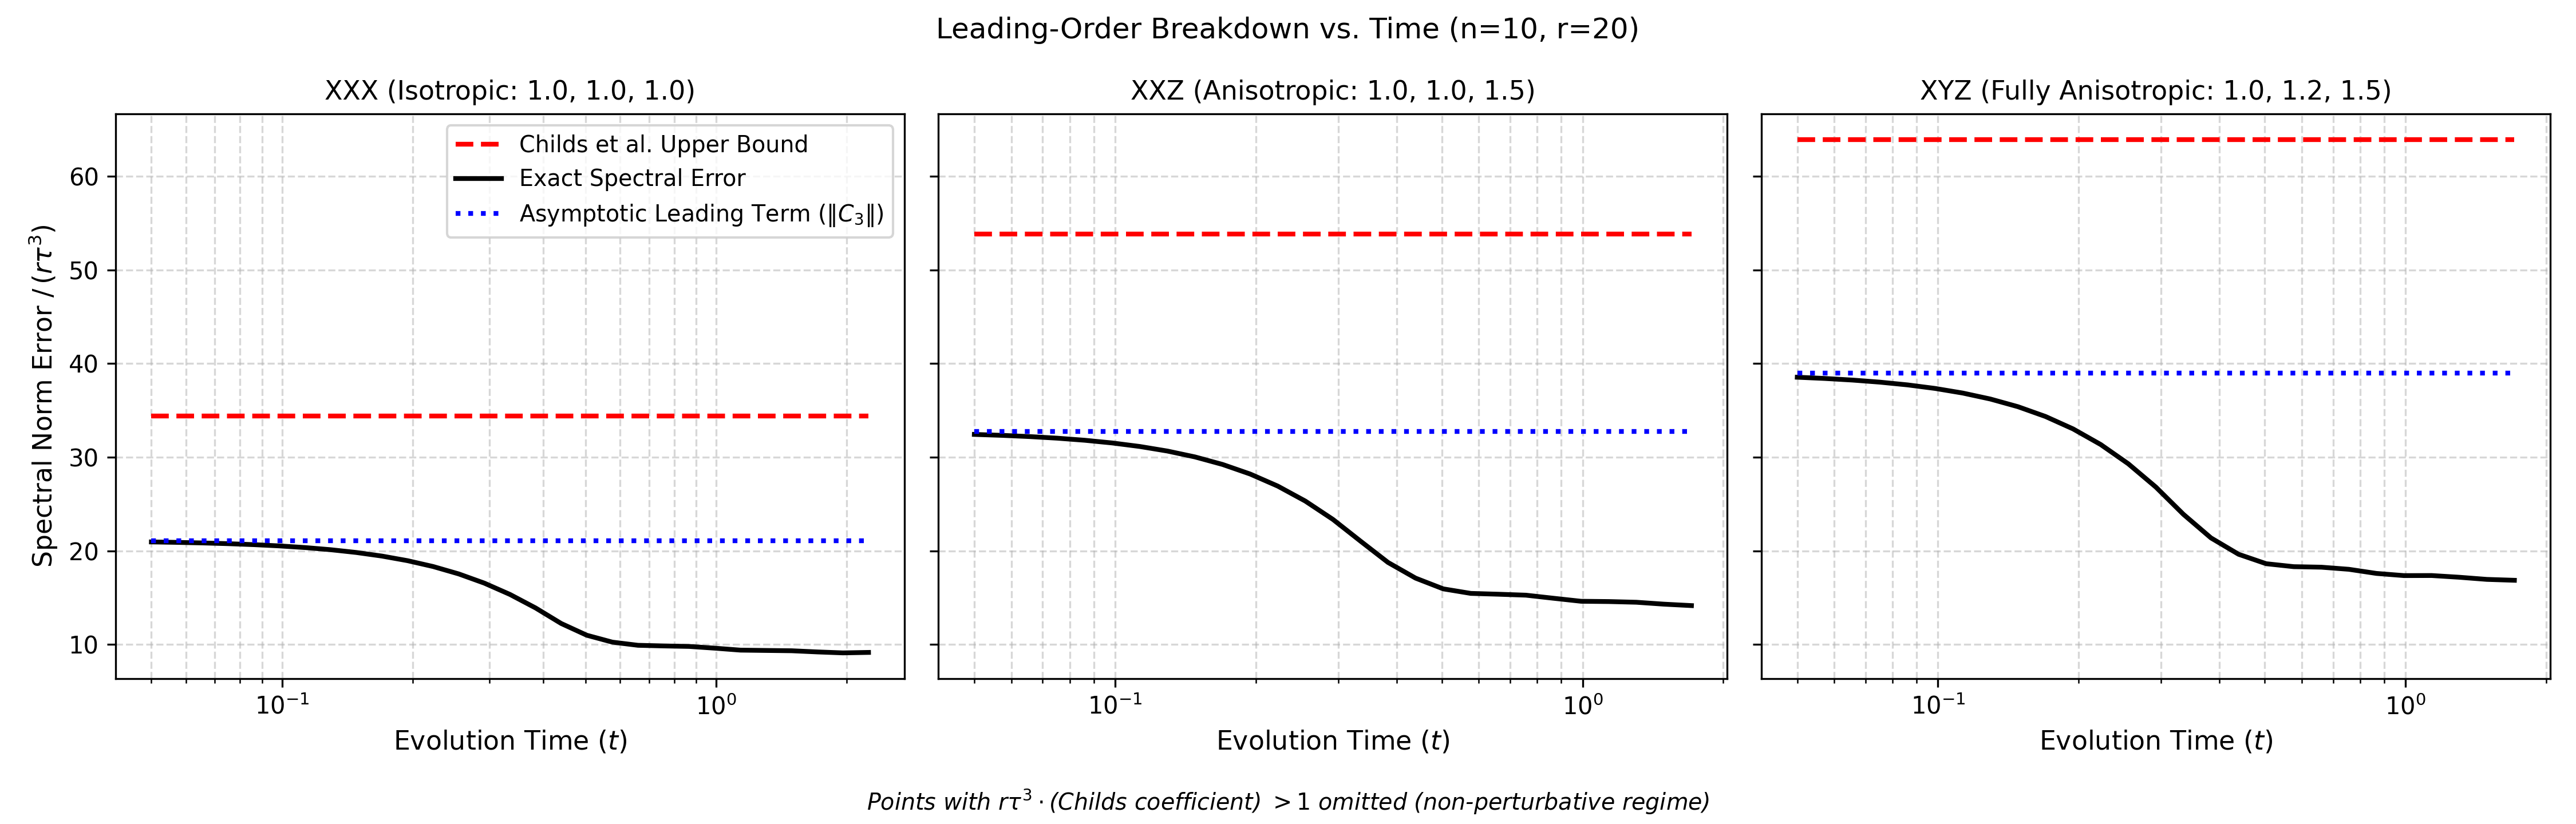 Leading-Order Breakdown vs. Time (n=10, r=20)
XXX (Isotropic: 1.0, 1.0, 1.0)
XXZ (Anisotropic: 1.0, 1.0, 1.5)
XYZ (Fully Anisotropic: 1.0, 1.2, 1.5)
Childs et al. Upper Bound
Exact Spectral Error
Asymptotic Leading Term (‖C₃‖)
Spectral Norm Error / (rτ³)
60
50
40
30
20
10
10⁻¹
10⁰
10⁻¹
10⁰
10⁻¹
10⁰
Evolution Time (t)
Evolution Time (t)
Evolution Time (t)
Points with rτ³ · (Childs coefficient) > 1 omitted (non-perturbative regime)